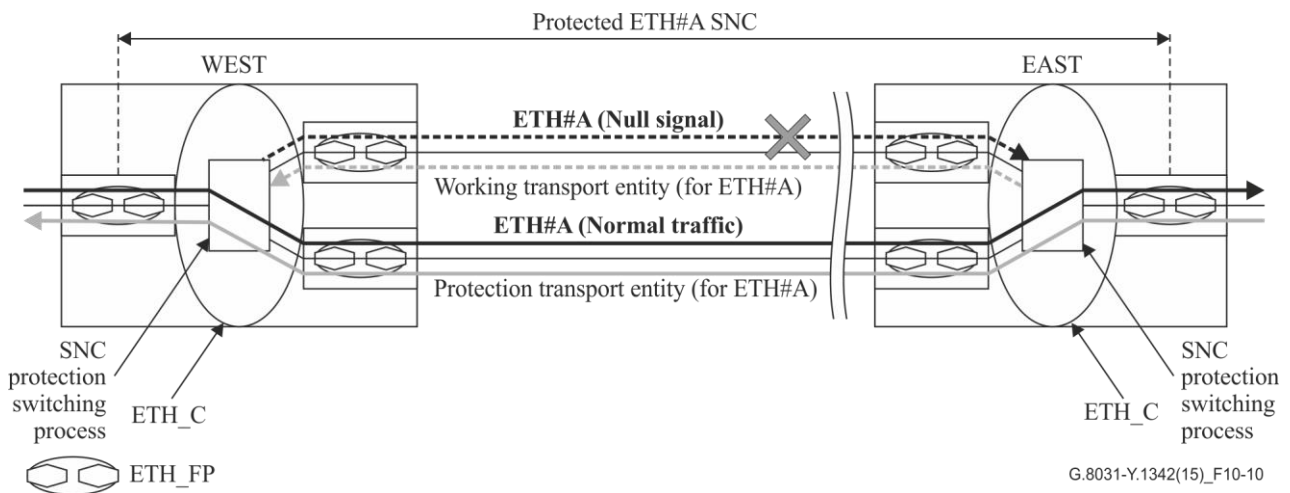 Protected ETH#A SNC
WEST
EAST
ETH#A (Null signal)
Working transport entity (for ETH#A)
ETH#A (Normal traffic)
Protection transport entity (for ETH#A)
SNC
protection
switching
process
ETH_C
ETH_C
SNC
protection
switching
process
ETH_FP
G.8031-Y.1342(15)_F10-10